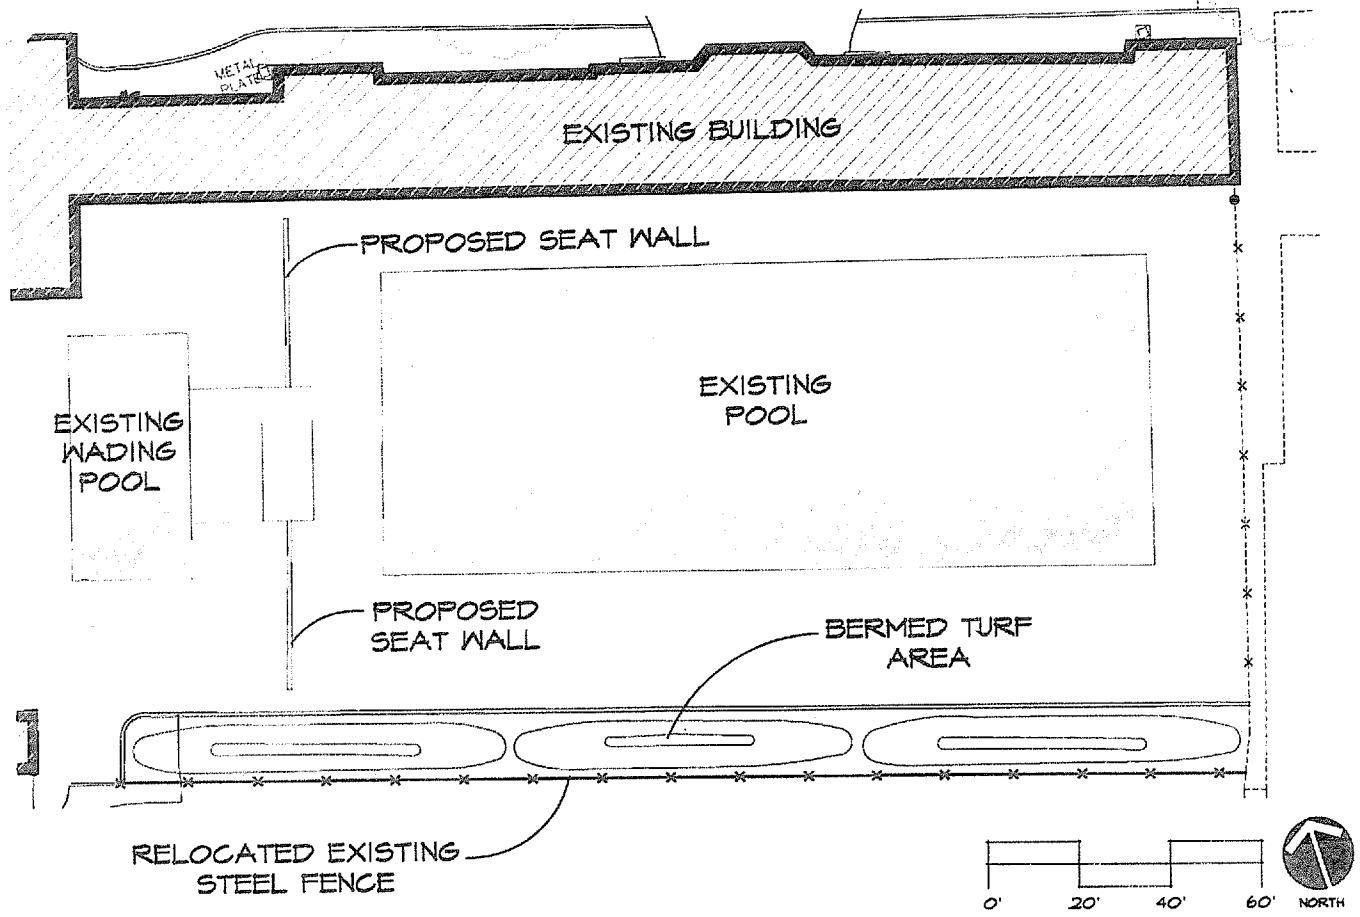 METAL
PLATE
EXISTING BUILDING
PROPOSED SEAT WALL
EXISTING
POOL
EXISTING
WADING
POOL
PROPOSED
SEAT WALL
BERMED TURF
AREA
RELOCATED EXISTING
STEEL FENCE
0' 20' 40' 60' NORTH